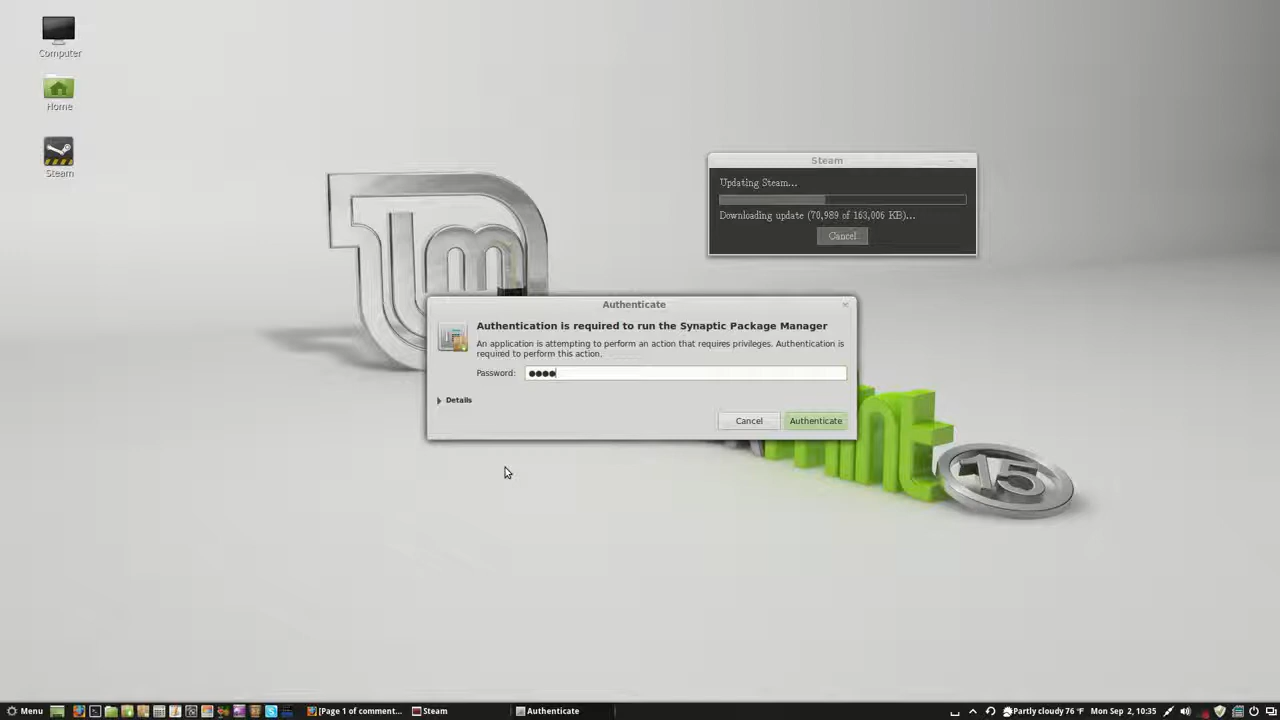 Computer
Home
Steam
Steam
Updating Steam...
Downloading update (70,989 of 163,006 KB)...
Cancel
Authenticate
Authentication is required to run the Synaptic Package Manager
An application is attempting to perform an action that requires privileges. Authentication is
required to perform this action.
Password: ●●●●
Details
Cancel
Authenticate
15
Menu
[Page 1 of comment...
Steam
Authenticate
Partly cloudy 76 °F
Mon Sep 2, 10:35